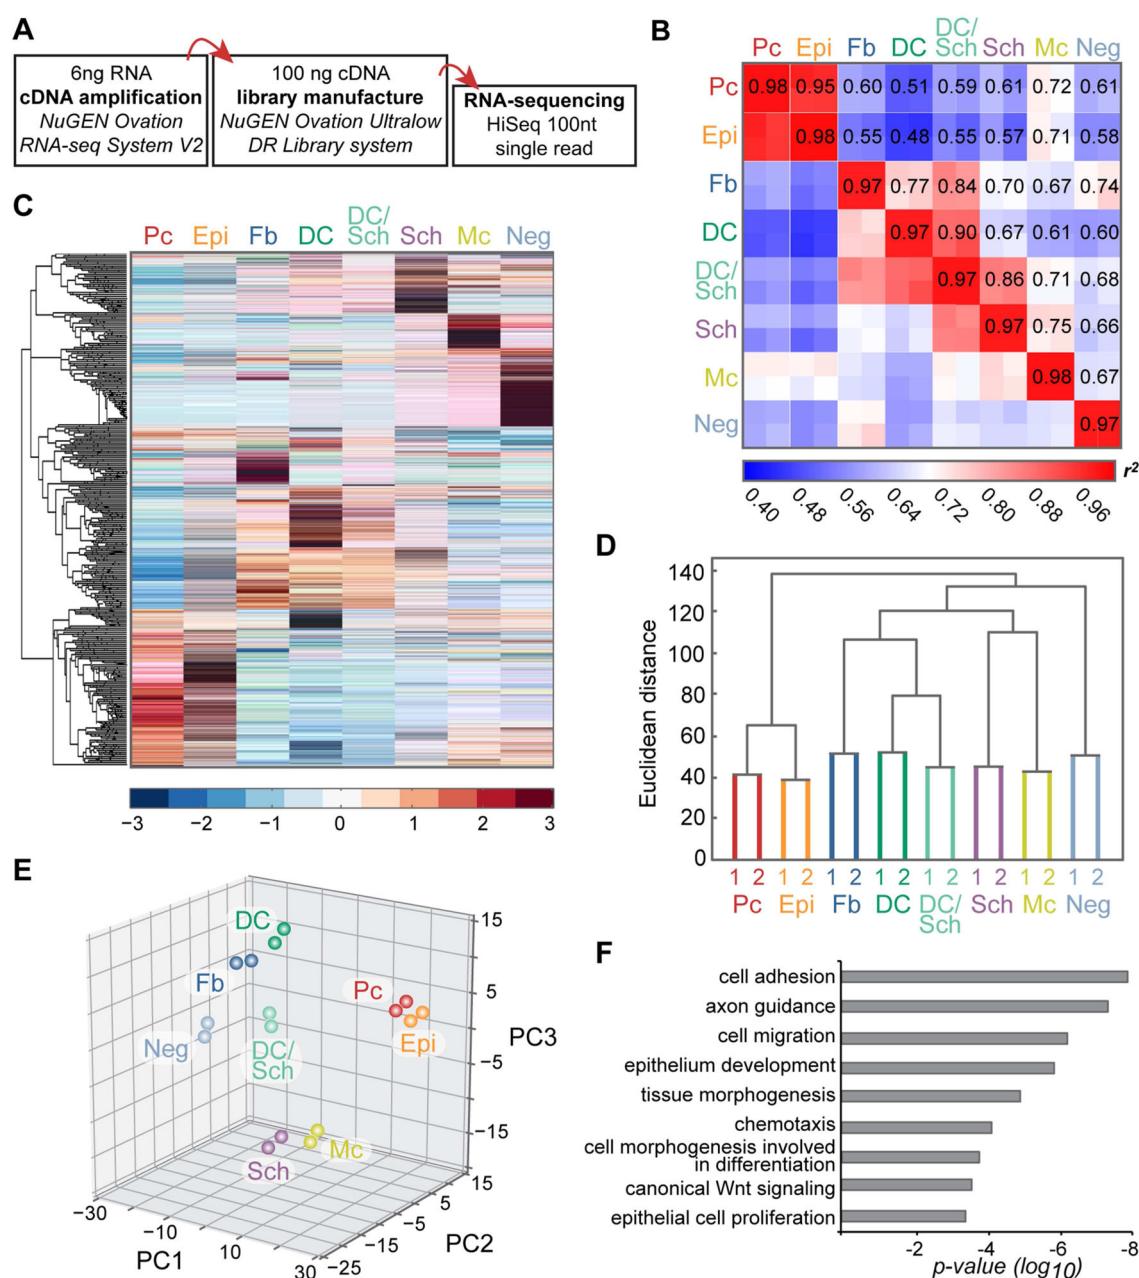 A
6ng RNA
cDNA amplification
NuGEN Ovation
RNA-seq System V2
100 ng cDNA
library manufacture
NuGEN Ovation Ultralow
DR Library system
RNA-sequencing
HiSeq 100nt
single read
B
Pc Epi Fb DC DC/Sch Sch Mc Neg
Pc 0.98 0.95 0.60 0.51 0.59 0.61 0.72 0.61
Epi 0.98 0.55 0.48 0.55 0.57 0.71 0.58
Fb 0.97 0.77 0.84 0.70 0.67 0.74
DC 0.97 0.90 0.67 0.61 0.60
DC/Sch 0.97 0.86 0.71 0.68
Sch 0.97 0.75 0.66
Mc 0.98 0.67
Neg 0.97
r²
0.40 0.48 0.56 0.64 0.72 0.80 0.88 0.96
C
Pc Epi Fb DC DC/Sch Sch Mc Neg
−3 −2 −1 0 1 2 3
D
Euclidean distance
140
120
100
80
60
40
20
0
1 2 1 2 1 2 1 2 1 2 1 2 1 2 1 2
Pc Epi Fb DC DC/Sch Sch Mc Neg
E
DC
Fb
Pc
Neg
DC/
Sch
Epi
Mc
Sch
15
5
−5
−15
PC3
15
5
−5
−15
−25
PC2
−30
−10
10
30
PC1
F
cell adhesion
axon guidance
cell migration
epithelium development
tissue morphogenesis
chemotaxis
cell morphogenesis involved
in differentiation
canonical Wnt signaling
epithelial cell proliferation
-2 -4 -6 -8
p-value (log10)